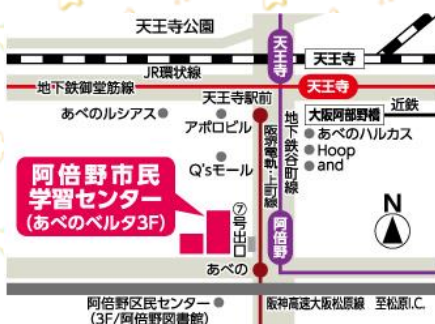 天王寺公園
天王寺
天王寺
JR環状線
地下鉄御堂筋線
天王寺
天王寺駅前
あべのルシアス
アポロビル
大阪阿部野橋
近鉄
あべのハルカス
Hoop
and
Q'sモール
阪堺電軌・上町線
地下鉄谷町線
阿倍野市民
学習センター
(あべのベルタ3F)
⑦号出口
阿倍野
N
あべの
阿倍野区民センター
(3F/阿倍野図書館)
阪神高速大阪松原線 至松原I.C.